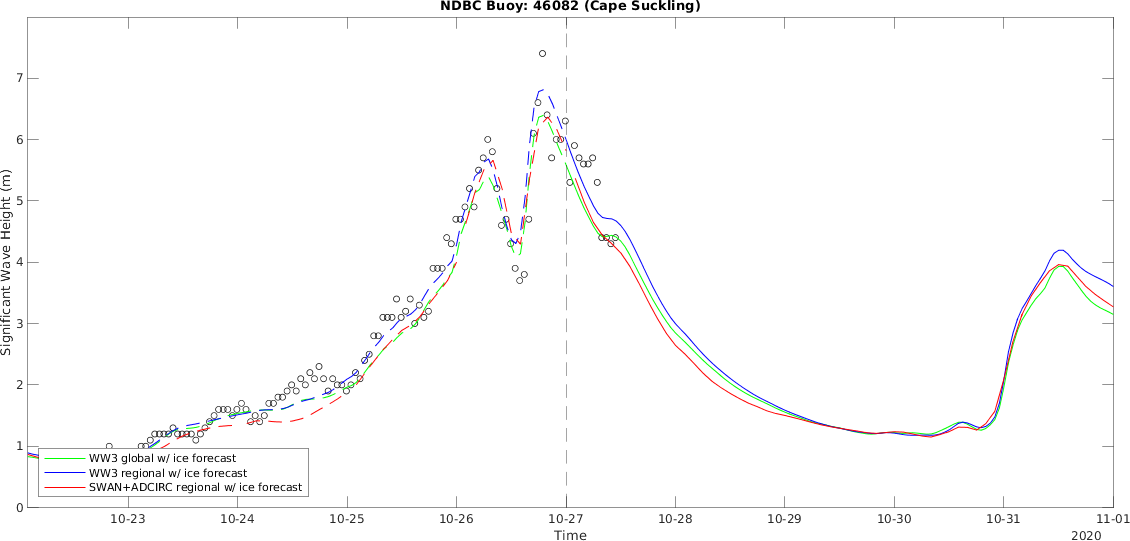 NDBC Buoy: 46082 (Cape Suckling)
Significant Wave Height (m)
7
6
5
4
3
2
1
0
WW3 global w/ ice forecast
WW3 regional w/ ice forecast
SWAN+ADCIRC regional w/ ice forecast
10-23 10-24 10-25 10-26 10-27 10-28 10-29 10-30 10-31 11-01
Time
2020